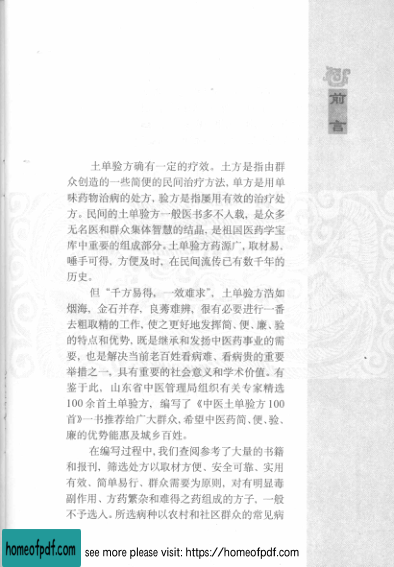 前
言
土单验方确有一定的疗效。土方是指由群
众创造的一些简便的民间治疗方法,单方是用单
味药物治病的处方,验方是指屡用有效的治疗处
方。民间的土单验方一般医书多不入载,是众多
无名医和群众集体智慧的结晶,是祖国医药学宝
库中重要的组成部分。土单验方药源广,取材易,
唾手可得,方便及时,在民间流传已有数千年的
历史。
但“千方易得,一效难求”,土单验方浩如
烟海,金石并存,良莠难辨,很有必要进行一番
去粗取精的工作,使之更好地发挥简、便、廉、验
的特点和优势,既是继承和发扬中医药事业的需
要,也是解决当前老百姓看病难、看病贵的重要
举措之一,具有重要的社会意义和学术价值。有
鉴于此,山东省中医管理局组织有关专家精选
100余首土单验方,编写了《中医土单验方100
首》一书推荐给广大群众,希望中医药简、便、验、
廉的优势能惠及城乡百姓。
在编写过程中,我们查阅参考了大量的书籍
和报刊,筛选处方以取材方便、安全可靠、实用
有效、简单易行、群众需要为原则,对有明显毒
副作用、方药繁杂和难得之药组成的方子,一般
不予选入。所选病种以农村和社区群众的常见病
homeofpdf.com
see more please visit: https://homeofpdf.com